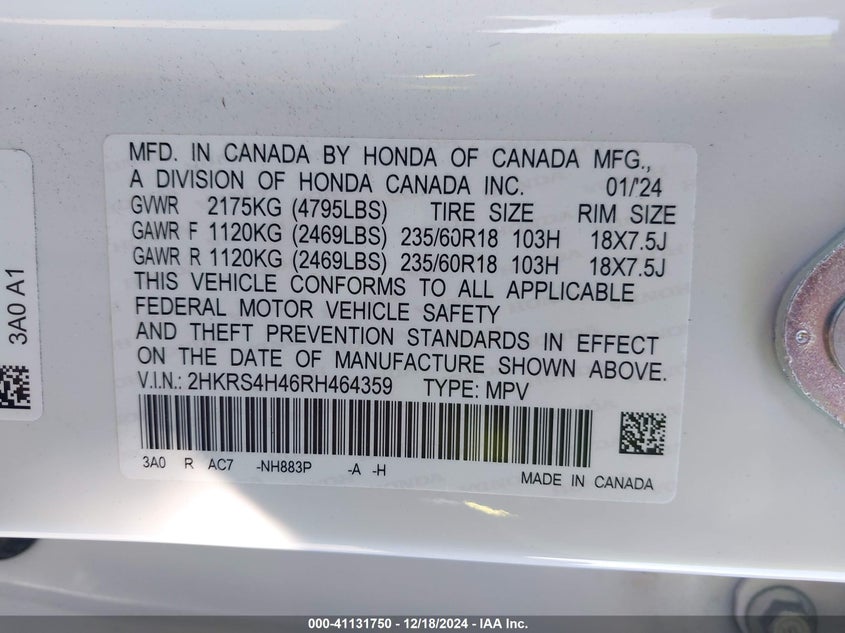 MFD. IN CANADA BY HONDA OF CANADA MFG.,
A DIVISION OF HONDA CANADA INC. 01/'24
GVWR 2175KG (4795LBS) TIRE SIZE RIM SIZE
GAWR F 1120KG (2469LBS) 235/60R18 103H 18X7.5J
GAWR R 1120KG (2469LBS) 235/60R18 103H 18X7.5J
THIS VEHICLE CONFORMS TO ALL APPLICABLE
FEDERAL MOTOR VEHICLE SAFETY
AND THEFT PREVENTION STANDARDS IN EFFECT
ON THE DATE OF MANUFACTURE SHOWN ABOVE.
V.I.N.: 2HKRS4H46RH464359 TYPE: MPV
3A0 R AC7 -NH883P -A -H
MADE IN CANADA
3A0 A1
000-41131750 - 12/18/2024 - IAA Inc.